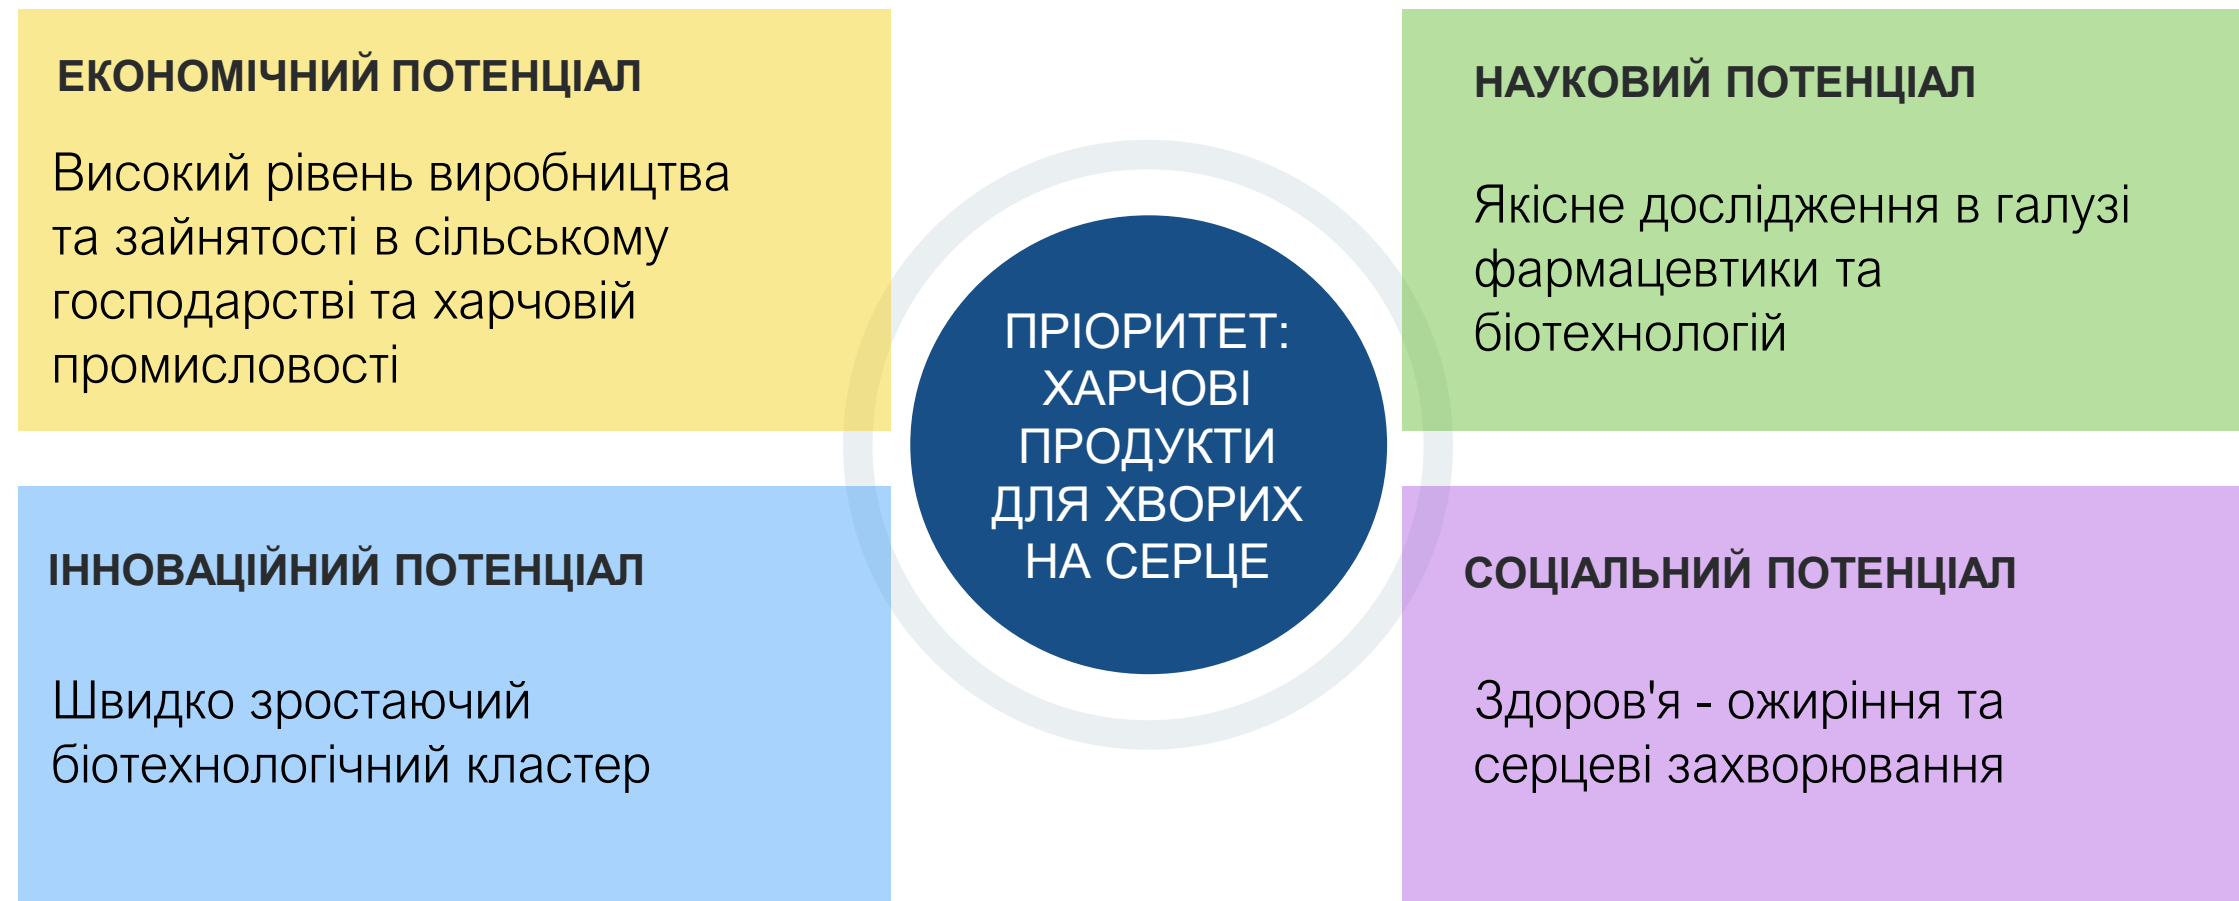 ЕКОНОМІЧНИЙ ПОТЕНЦІАЛ
Високий рівень виробництва
та зайнятості в сільському
господарстві та харчовій
промисловості
НАУКОВИЙ ПОТЕНЦІАЛ
Якісне дослідження в галузі
фармацевтики та
біотехнологій
ПРІОРИТЕТ:
ХАРЧОВІ
ПРОДУКТИ
ДЛЯ ХВОРИХ
НА СЕРЦЕ
ІННОВАЦІЙНИЙ ПОТЕНЦІАЛ
Швидко зростаючий
біотехнологічний кластер
СОЦІАЛЬНИЙ ПОТЕНЦІАЛ
Здоров'я - ожиріння та
серцеві захворювання